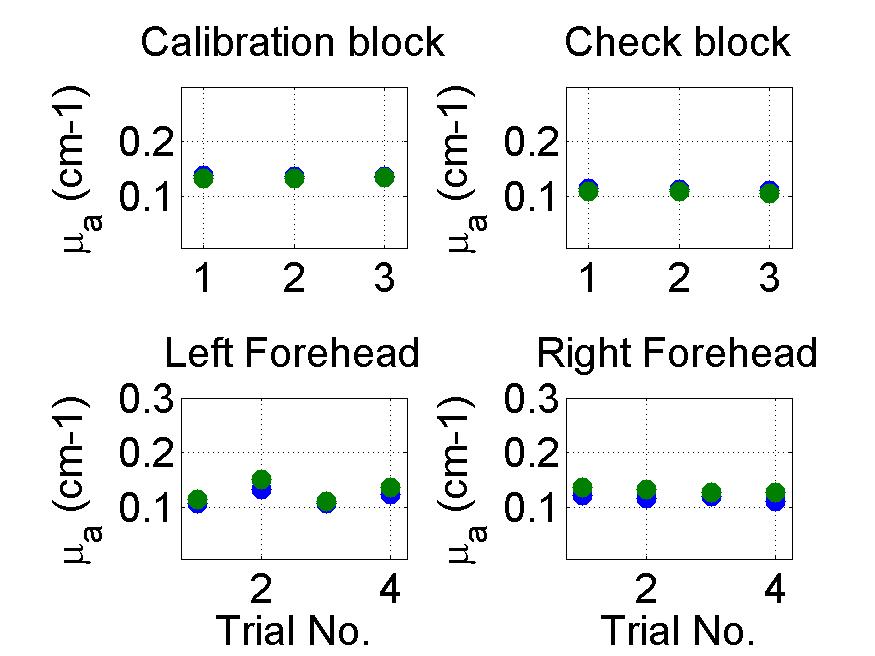 Calibration block
Check block
μa (cm-1)
0.2
0.1
1 2 3
μa (cm-1)
0.2
0.1
1 2 3
Left Forehead
Right Forehead
μa (cm-1)
0.3
0.2
0.1
2 4
Trial No.
μa (cm-1)
0.3
0.2
0.1
2 4
Trial No.